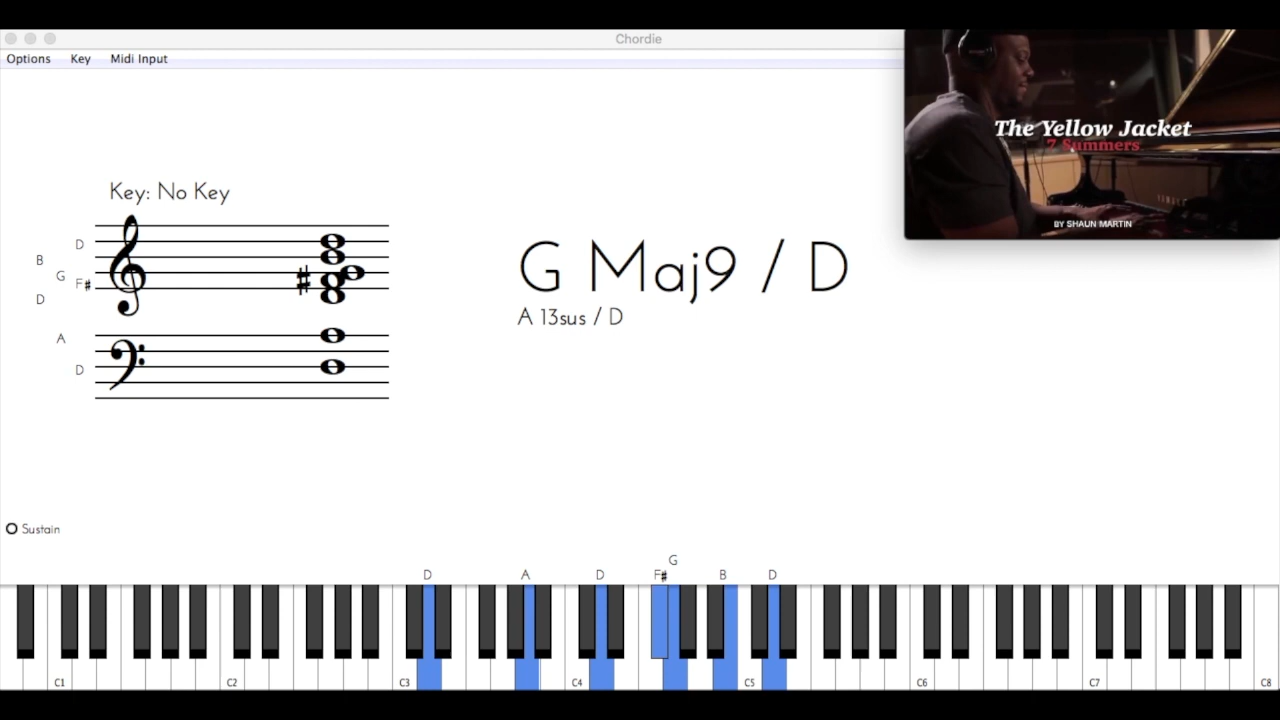 Chordie
Options Key Midi Input
The Yellow Jacket
7 Summers
BY SHAUN MARTIN
Key: No Key
D
B
G
F#
D
A
D
G Maj9 / D
A 13sus / D
Sustain
G
D A D F# B D
C1 C2 C3 C4 C5 C6 C7 C8